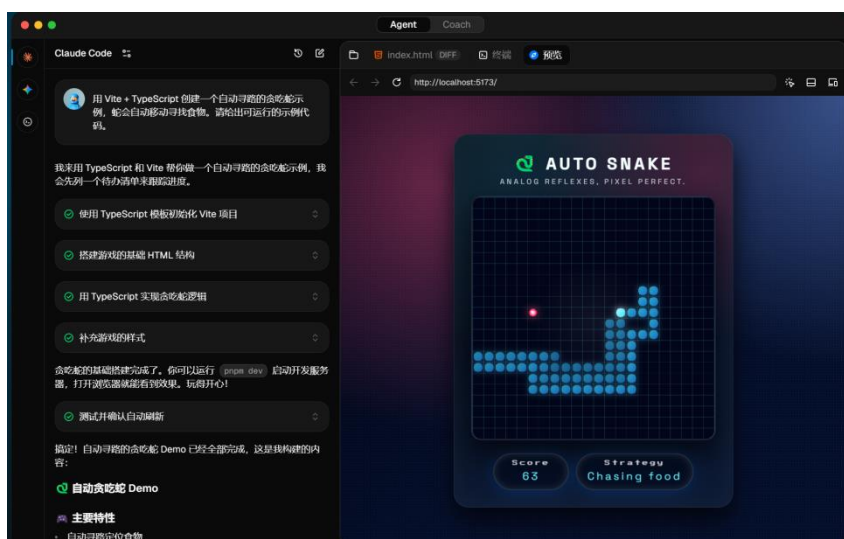 Agent Coach
Claude Code
index.html DIFF 终端 预览
http://localhost:5173/
用 Vite + TypeScript 创建一个自动寻路的贪吃蛇示
例，蛇会自动移动寻找食物。请给出可运行的示例代
码。
我来用 TypeScript 和 Vite 帮你做一个自动寻路的贪吃蛇示例，我
会先列一个待办清单来跟踪进度。
使用 TypeScript 模板初始化 Vite 项目
搭建游戏的基础 HTML 结构
用 TypeScript 实现贪吃蛇逻辑
补充游戏的样式
贪吃蛇的基础搭建完成了。你可以运行 pnpm dev 启动开发服务
器，打开浏览器就能看到效果。玩得开心！
测试并确认自动刷新
搞定！自动寻路的贪吃蛇 Demo 已经全部完成，这是我构建的内
容：
自动贪吃蛇 Demo
主要特性
自动寻路定位食物
AUTO SNAKE
ANALOG REFLEXES, PIXEL PERFECT.
Score
63
Strategy
Chasing food